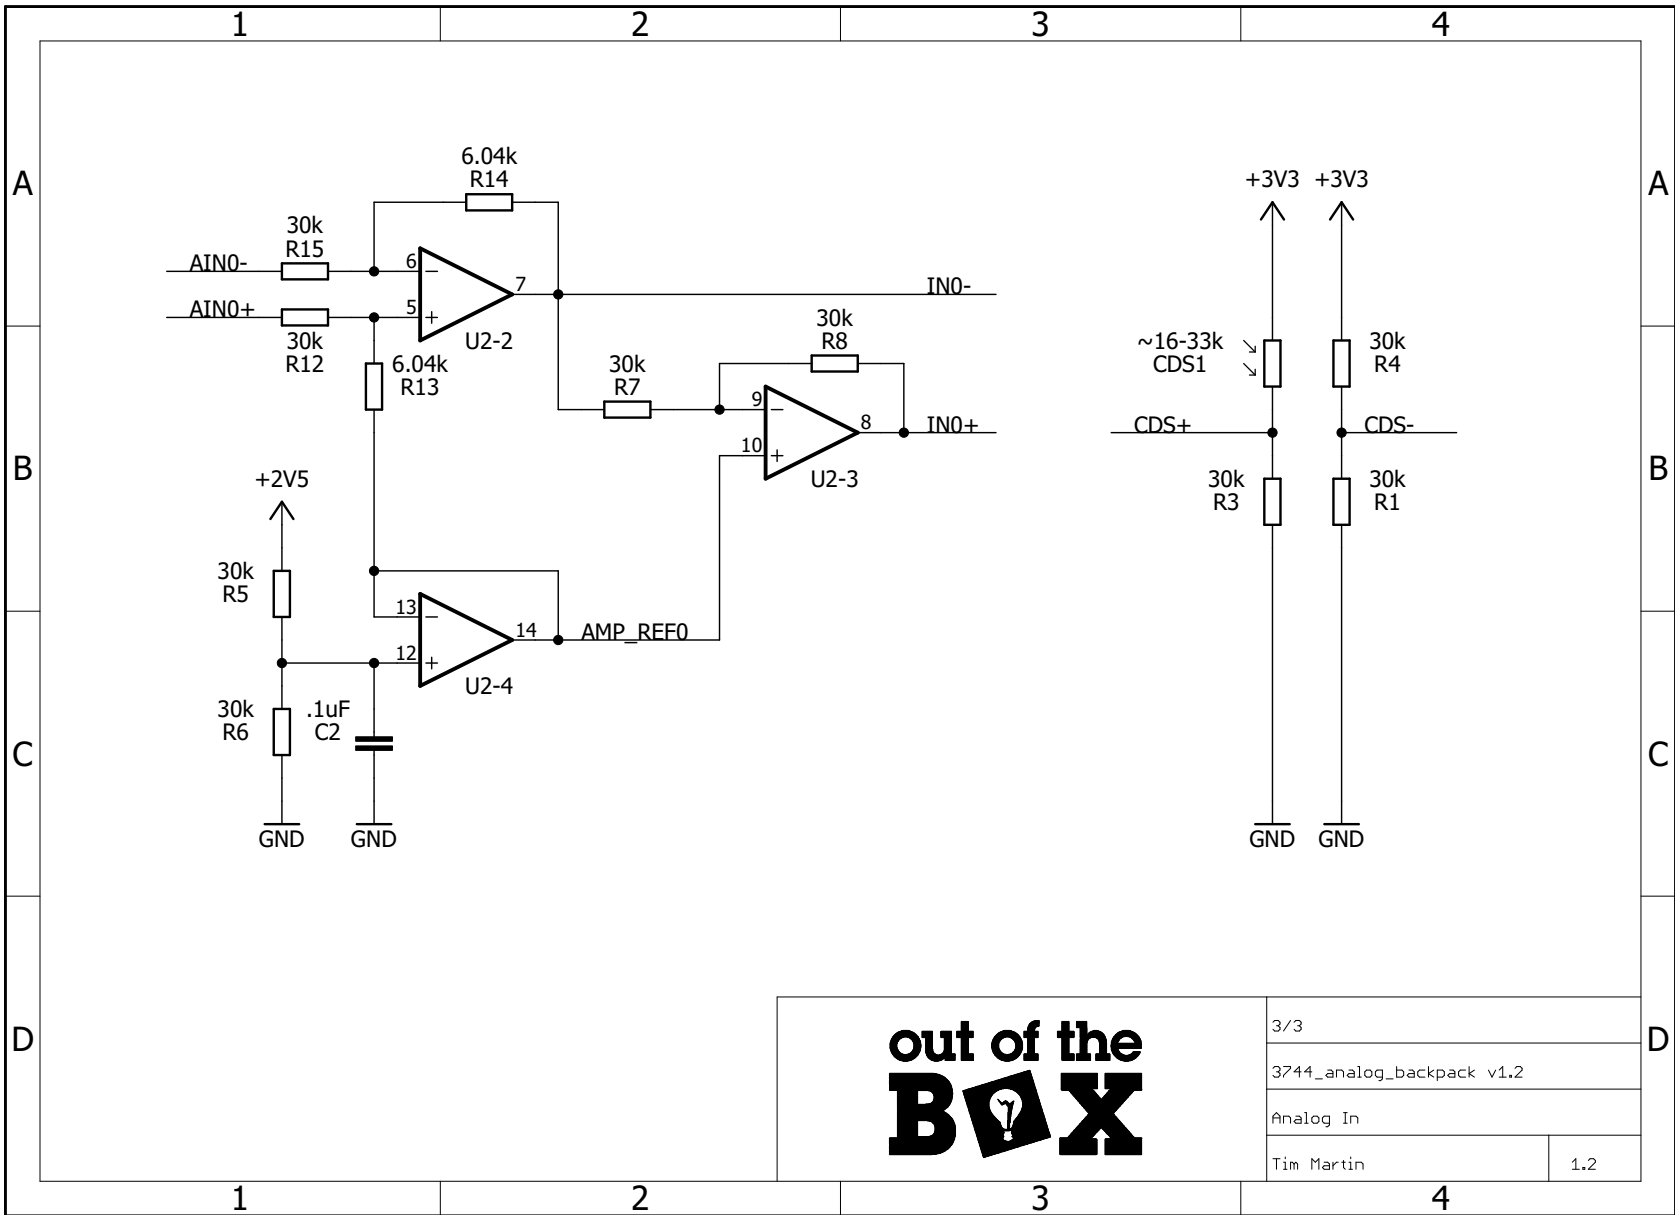 1 2 3 4
A A
6.04k
R14
+3V3 +3V3
30k
R15
AIN0-
6
−
7
IN0-
AIN0+
5
+
30k
R12
U2-2
6.04k
R13
30k
R7
30k
R8
~16-33k
CDS1
30k
R4
9
−
8
IN0+
10
+
U2-3
CDS+ CDS-
B B
+2V5
30k
R3
30k
R1
30k
R5
13
−
14
AMP_REF0
12
+
U2-4
30k
R6
.1uF
C2
C C
GND GND GND GND
D D
out of the
BOX
3/3
3744_analog_backpack v1.2
Analog In
Tim Martin 1.2
1 2 3 4